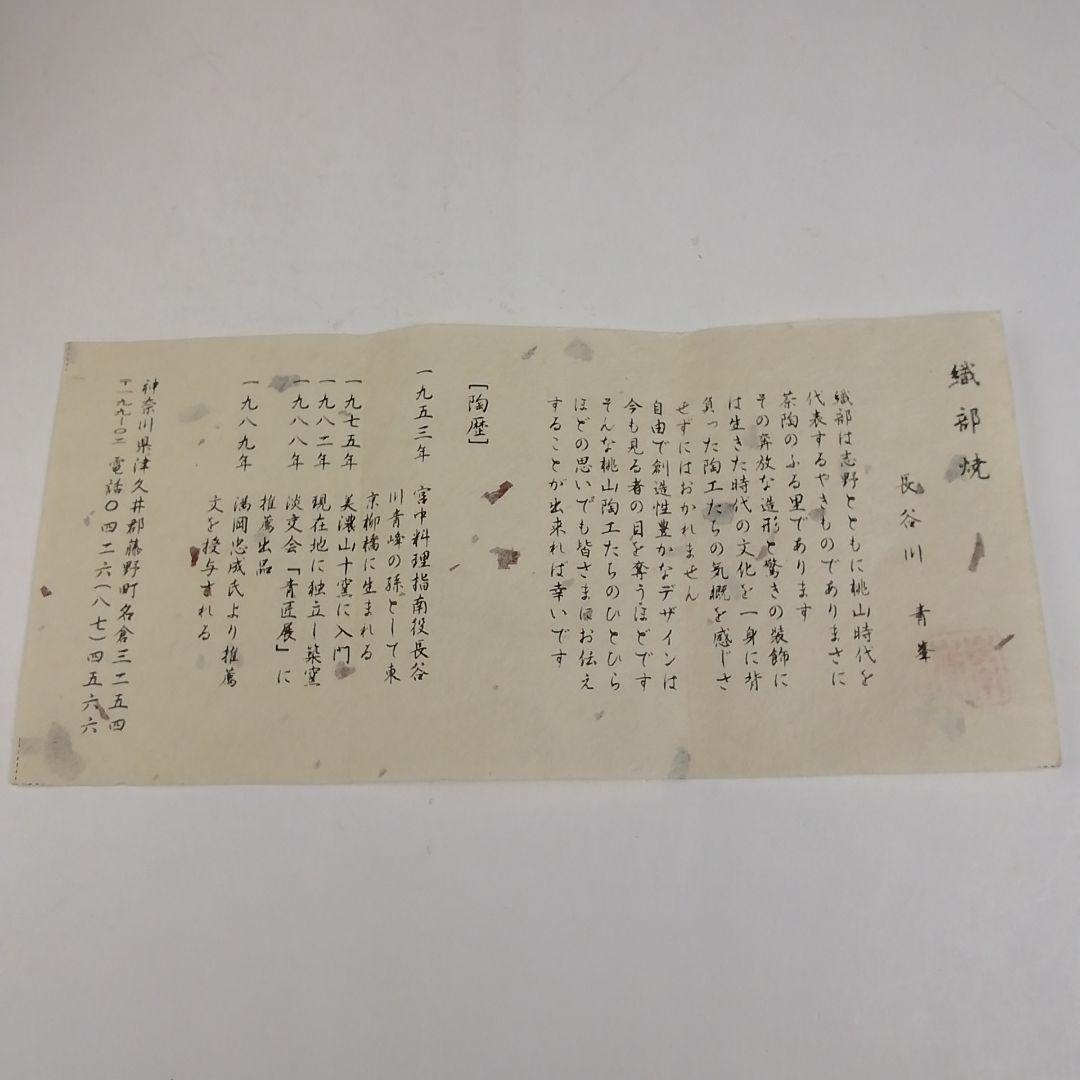 織部焼
長谷川 青峯
織部は志野とともに桃山時代を
代表するやきものでありまさに
茶陶のふる里であります
その奔放な造形と驚きの装飾に
は生きた時代の文化を一身に背
負った陶工たちの気概を感じさ
せずにはおかれません
自由で創造性豊かなデザインは
今も見る者の目を奪うほどです
そんな桃山陶工たちのひとひら
ほどの思いでも皆さまにお伝え
することが出来れば幸いです
[陶歴]
一九五三年 宮中料理指南役長谷
川青峰の孫として東
京柳橋に生まれる
一九七五年 美濃山十窯に入門
一九八二年 現在地に独立し築窯
一九八八年 淡交会「青匠展」に
推薦出品
一九八九年 満岡忠成氏より推薦
文を授与される
神奈川県津久井郡藤野町名倉三二五四
〒一九九-〇二 電話〇四二六(八七)四五六六